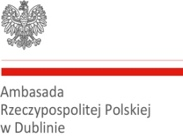 Ambasada
Rzeczypospolitej Polskiej
w Dublinie